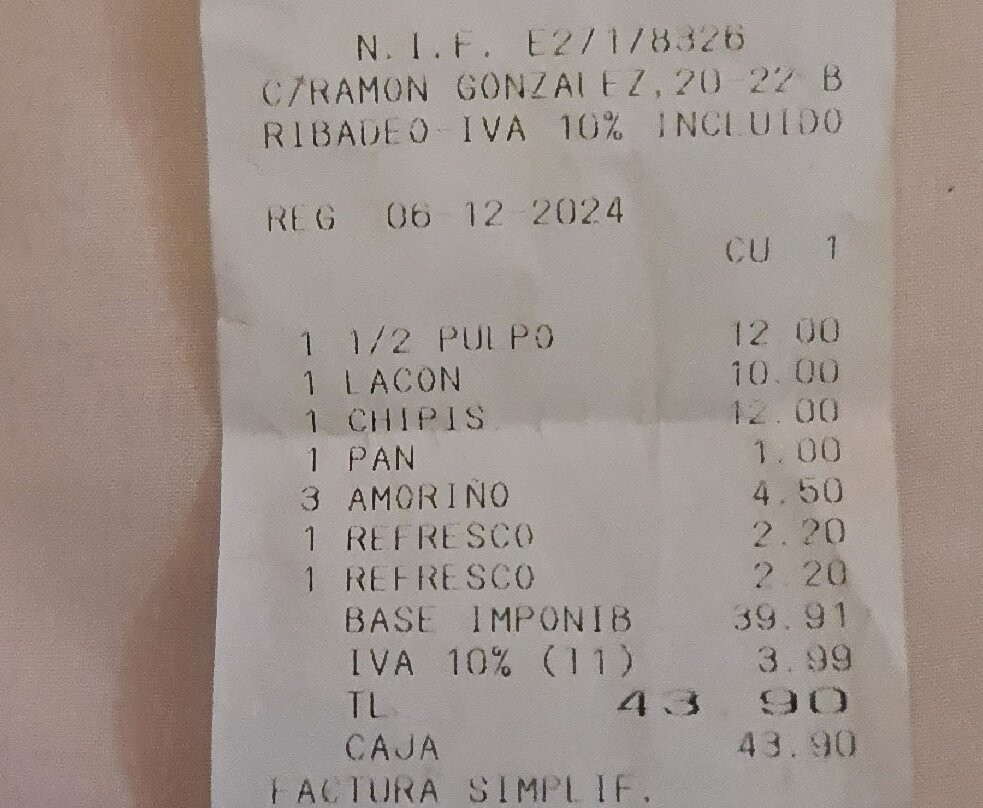 N.I.F. E2/1/8326
C/RAMON GONZALEZ,20-22 B
RIBADEO-IVA 10% INCLUIDO
REG 06-12-2024
CU 1
1 1/2 PULPO 12.00
1 LACON 10.00
1 CHIPIS 12.00
1 PAN 1.00
3 AMORIÑO 4.50
1 REFRESCO 2.20
1 REFRESCO 2.20
BASE IMPONIB 39.91
IVA 10% (11) 3.99
TL 43.90
CAJA 43.90
FACTURA SIMPLIF.